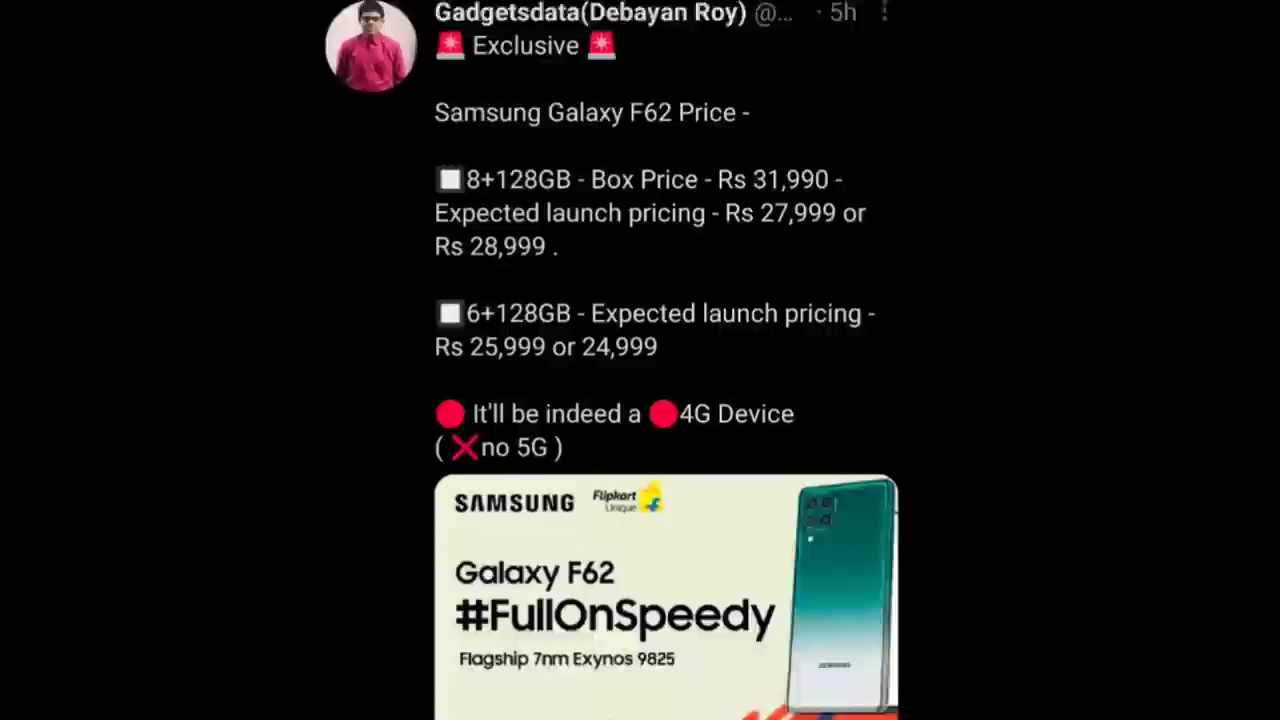 Gadgetsdata(Debayan Roy) @... · 5h
🚨 Exclusive 🚨
Samsung Galaxy F62 Price -
◻️8+128GB - Box Price - Rs 31,990 -
Expected launch pricing - Rs 27,999 or
Rs 28,999 .
◻️6+128GB - Expected launch pricing -
Rs 25,999 or 24,999
🔴 It'll be indeed a 🔴4G Device
( ❌no 5G )
SAMSUNG Flipkart
Unique
Galaxy F62
#FullOnSpeedy
Flagship 7nm Exynos 9825
SAMSUNG